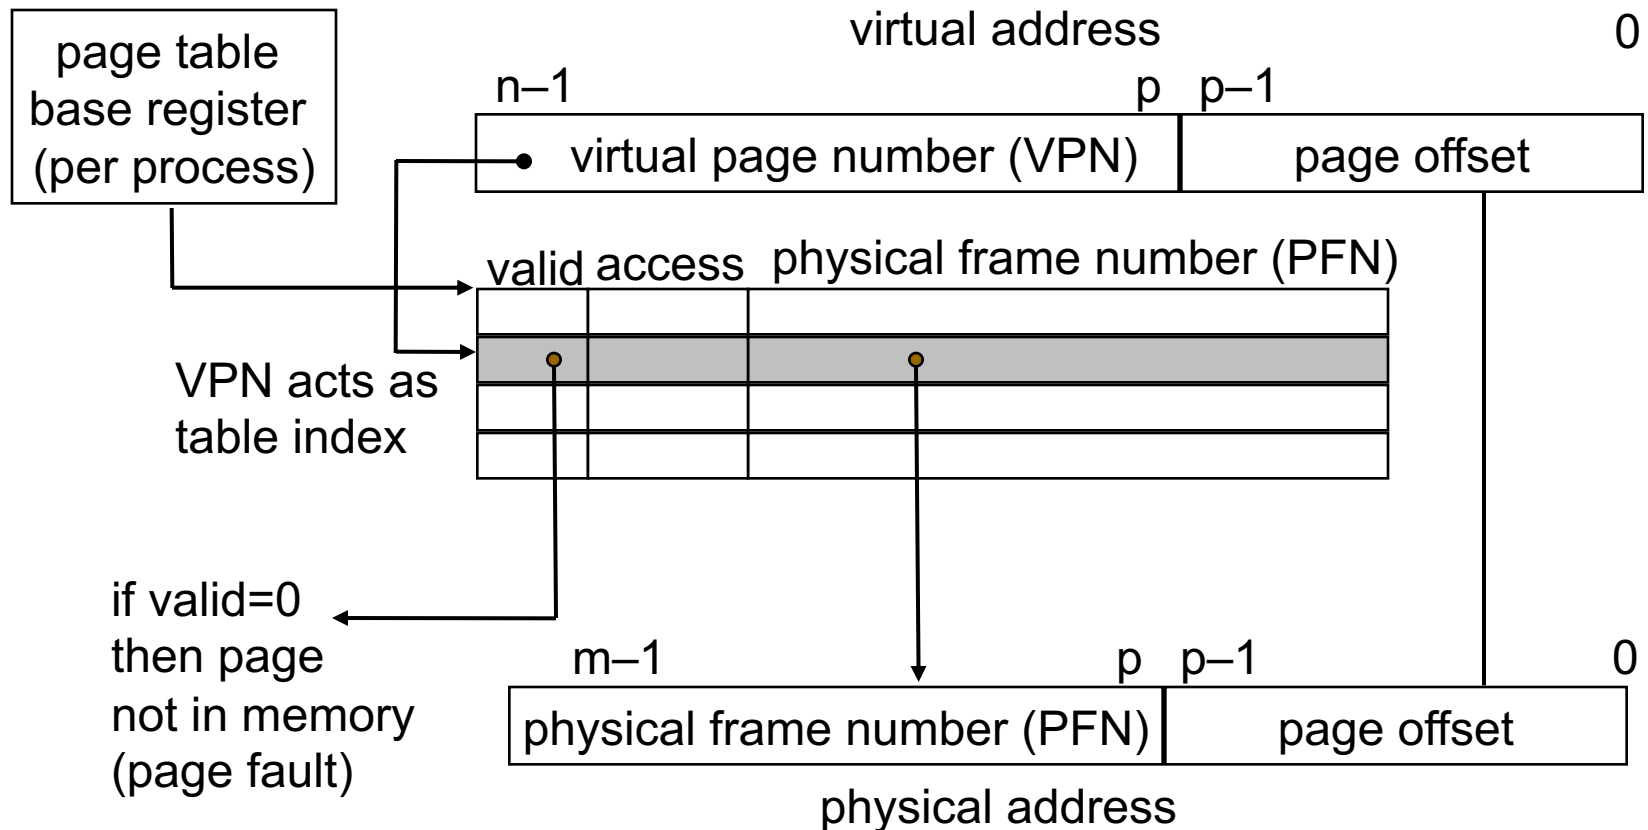 page table
base register
(per process)
virtual address
0
n–1
p
p–1
virtual page number (VPN)
page offset
valid
access
physical frame number (PFN)
VPN acts as
table index
if valid=0
then page
not in memory
(page fault)
m–1
p
p–1
0
physical frame number (PFN)
page offset
physical address